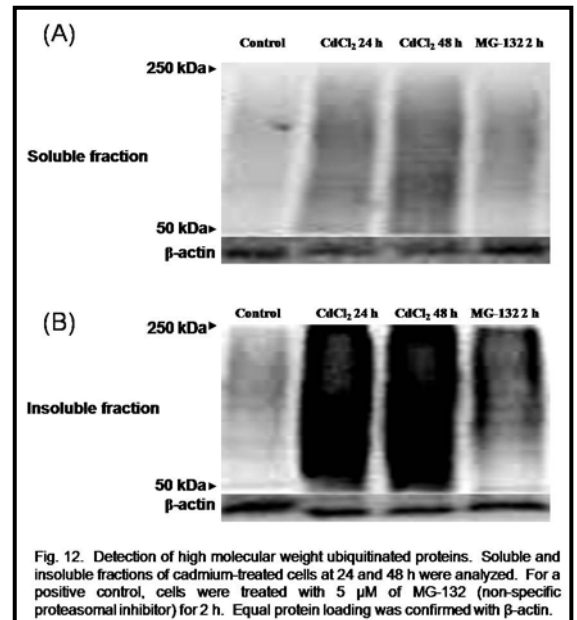 (A)
Control CdCl₂ 24 h CdCl₂ 48 h MG-132 2 h
250 kDa▸
Soluble fraction
50 kDa▸
β-actin
(B)
Control CdCl₂ 24 h CdCl₂ 48 h MG-132 2 h
250 kDa▸
Insoluble fraction
50 kDa▸
β-actin
Fig. 12. Detection of high molecular weight ubiquitinated proteins. Soluble and
insoluble fractions of cadmium-treated cells at 24 and 48 h were analyzed. For a
positive control, cells were treated with 5 µM of MG-132 (non-specific
proteasomal inhibitor) for 2 h. Equal protein loading was confirmed with β-actin.